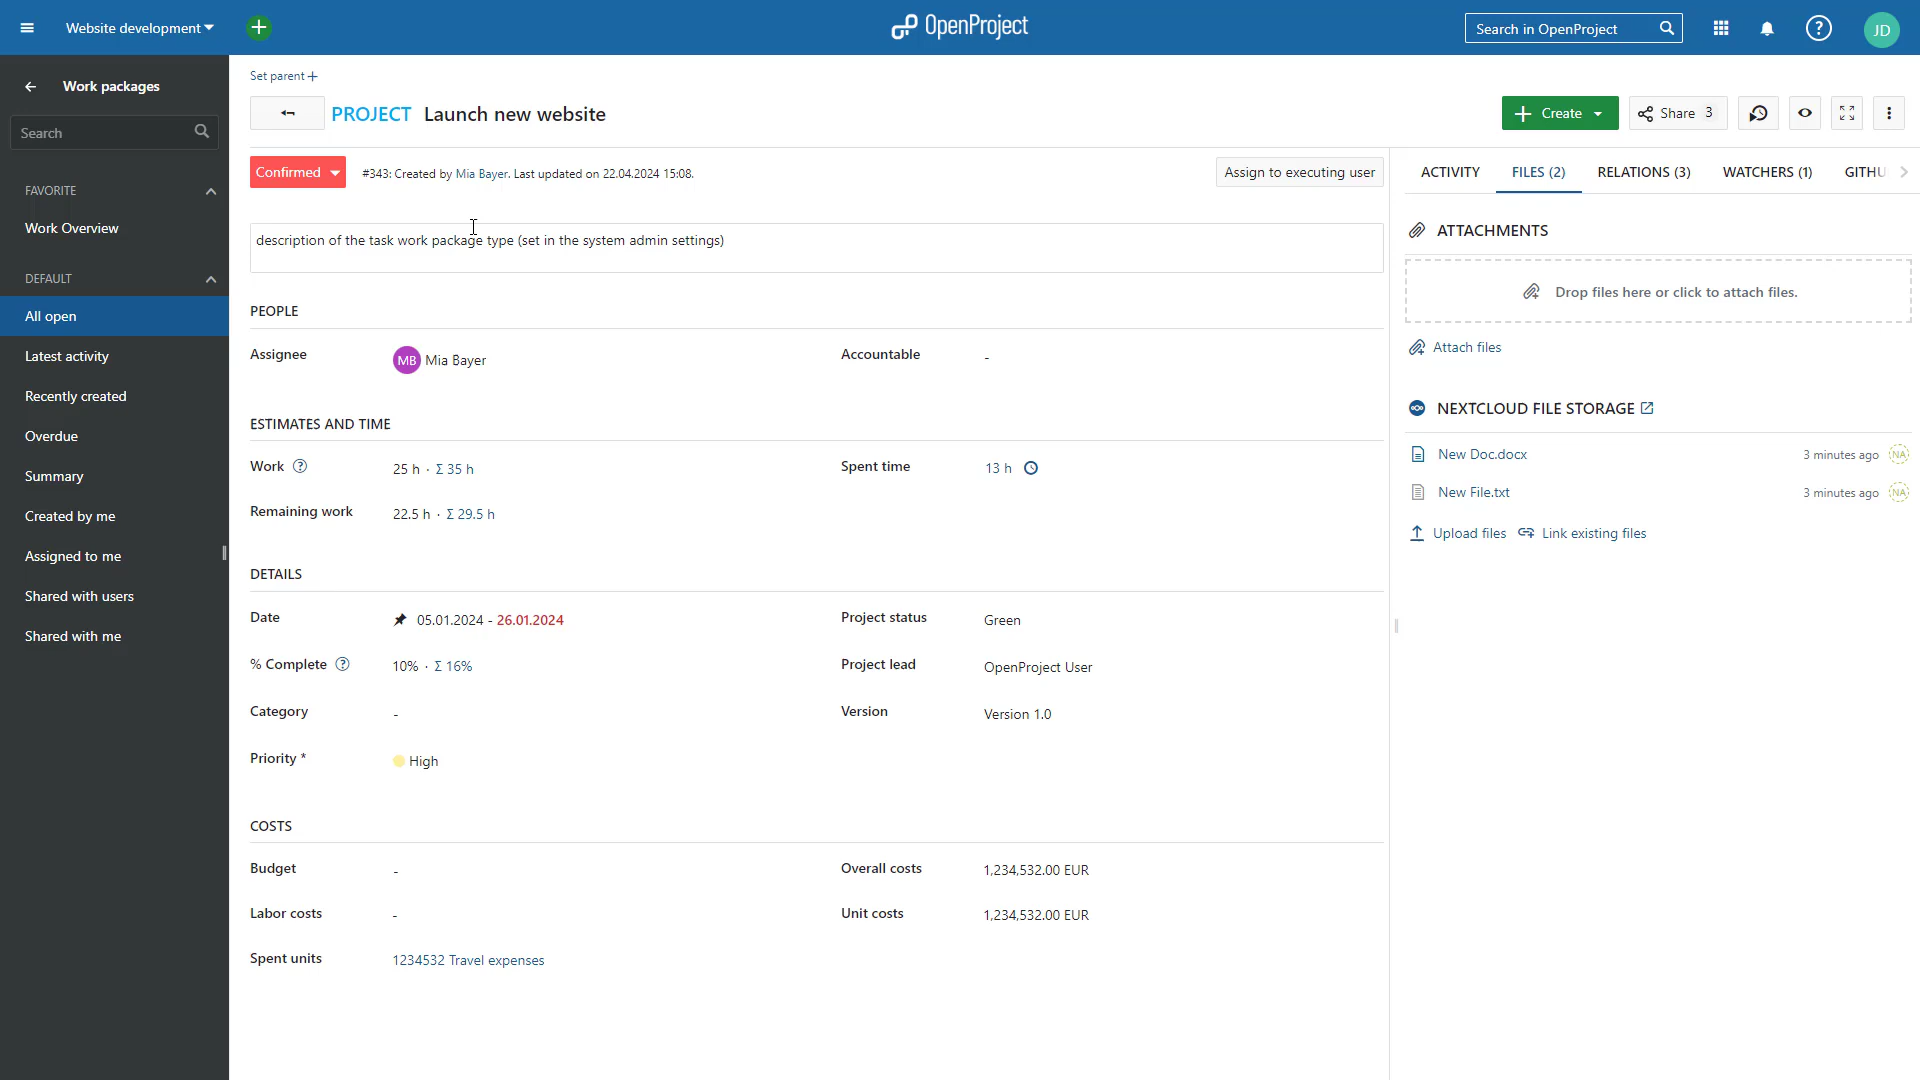 Website development
OpenProject
Search in OpenProject
JD
Work packages
Search
FAVORITE
Work Overview
DEFAULT
All open
Latest activity
Recently created
Overdue
Summary
Created by me
Assigned to me
Shared with users
Shared with me
Set parent +
PROJECT Launch new website
Create
Share 3
Confirmed
#343: Created by Mia Bayer. Last updated on 22.04.2024 15:08.
Assign to executing user
description of the task work package type (set in the system admin settings)
PEOPLE
Assignee MB Mia Bayer
Accountable -
ESTIMATES AND TIME
Work 25 h · Σ 35 h
Spent time 13 h
Remaining work 22.5 h · Σ 29.5 h
DETAILS
Date 05.01.2024 - 26.01.2024
Project status Green
% Complete 10% · Σ 16%
Project lead OpenProject User
Category -
Version Version 1.0
Priority * High
COSTS
Budget -
Overall costs 1,234,532.00 EUR
Labor costs -
Unit costs 1,234,532.00 EUR
Spent units 1234532 Travel expenses
ACTIVITY FILES (2) RELATIONS (3) WATCHERS (1) GITHU
ATTACHMENTS
Drop files here or click to attach files.
Attach files
NEXTCLOUD FILE STORAGE
New Doc.docx 3 minutes ago NA
New File.txt 3 minutes ago NA
Upload files Link existing files